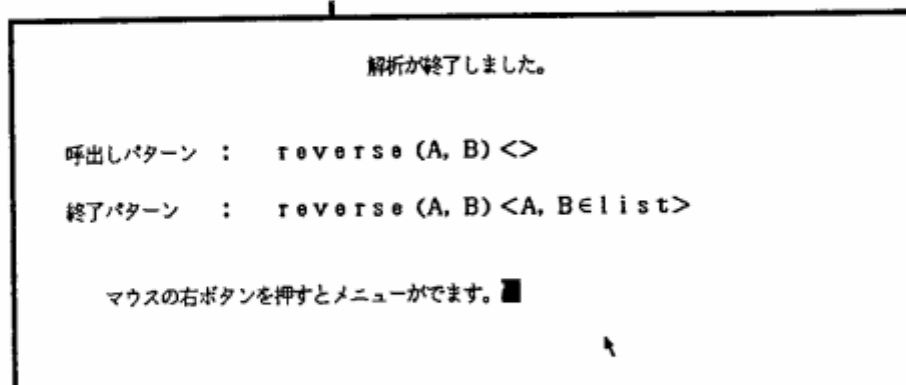 解析が終了しました。
呼出しパターン : reverse(A, B)<>
終了パターン : reverse(A, B)<A, B∈list>
マウスの右ボタンを押すとメニューがでます。